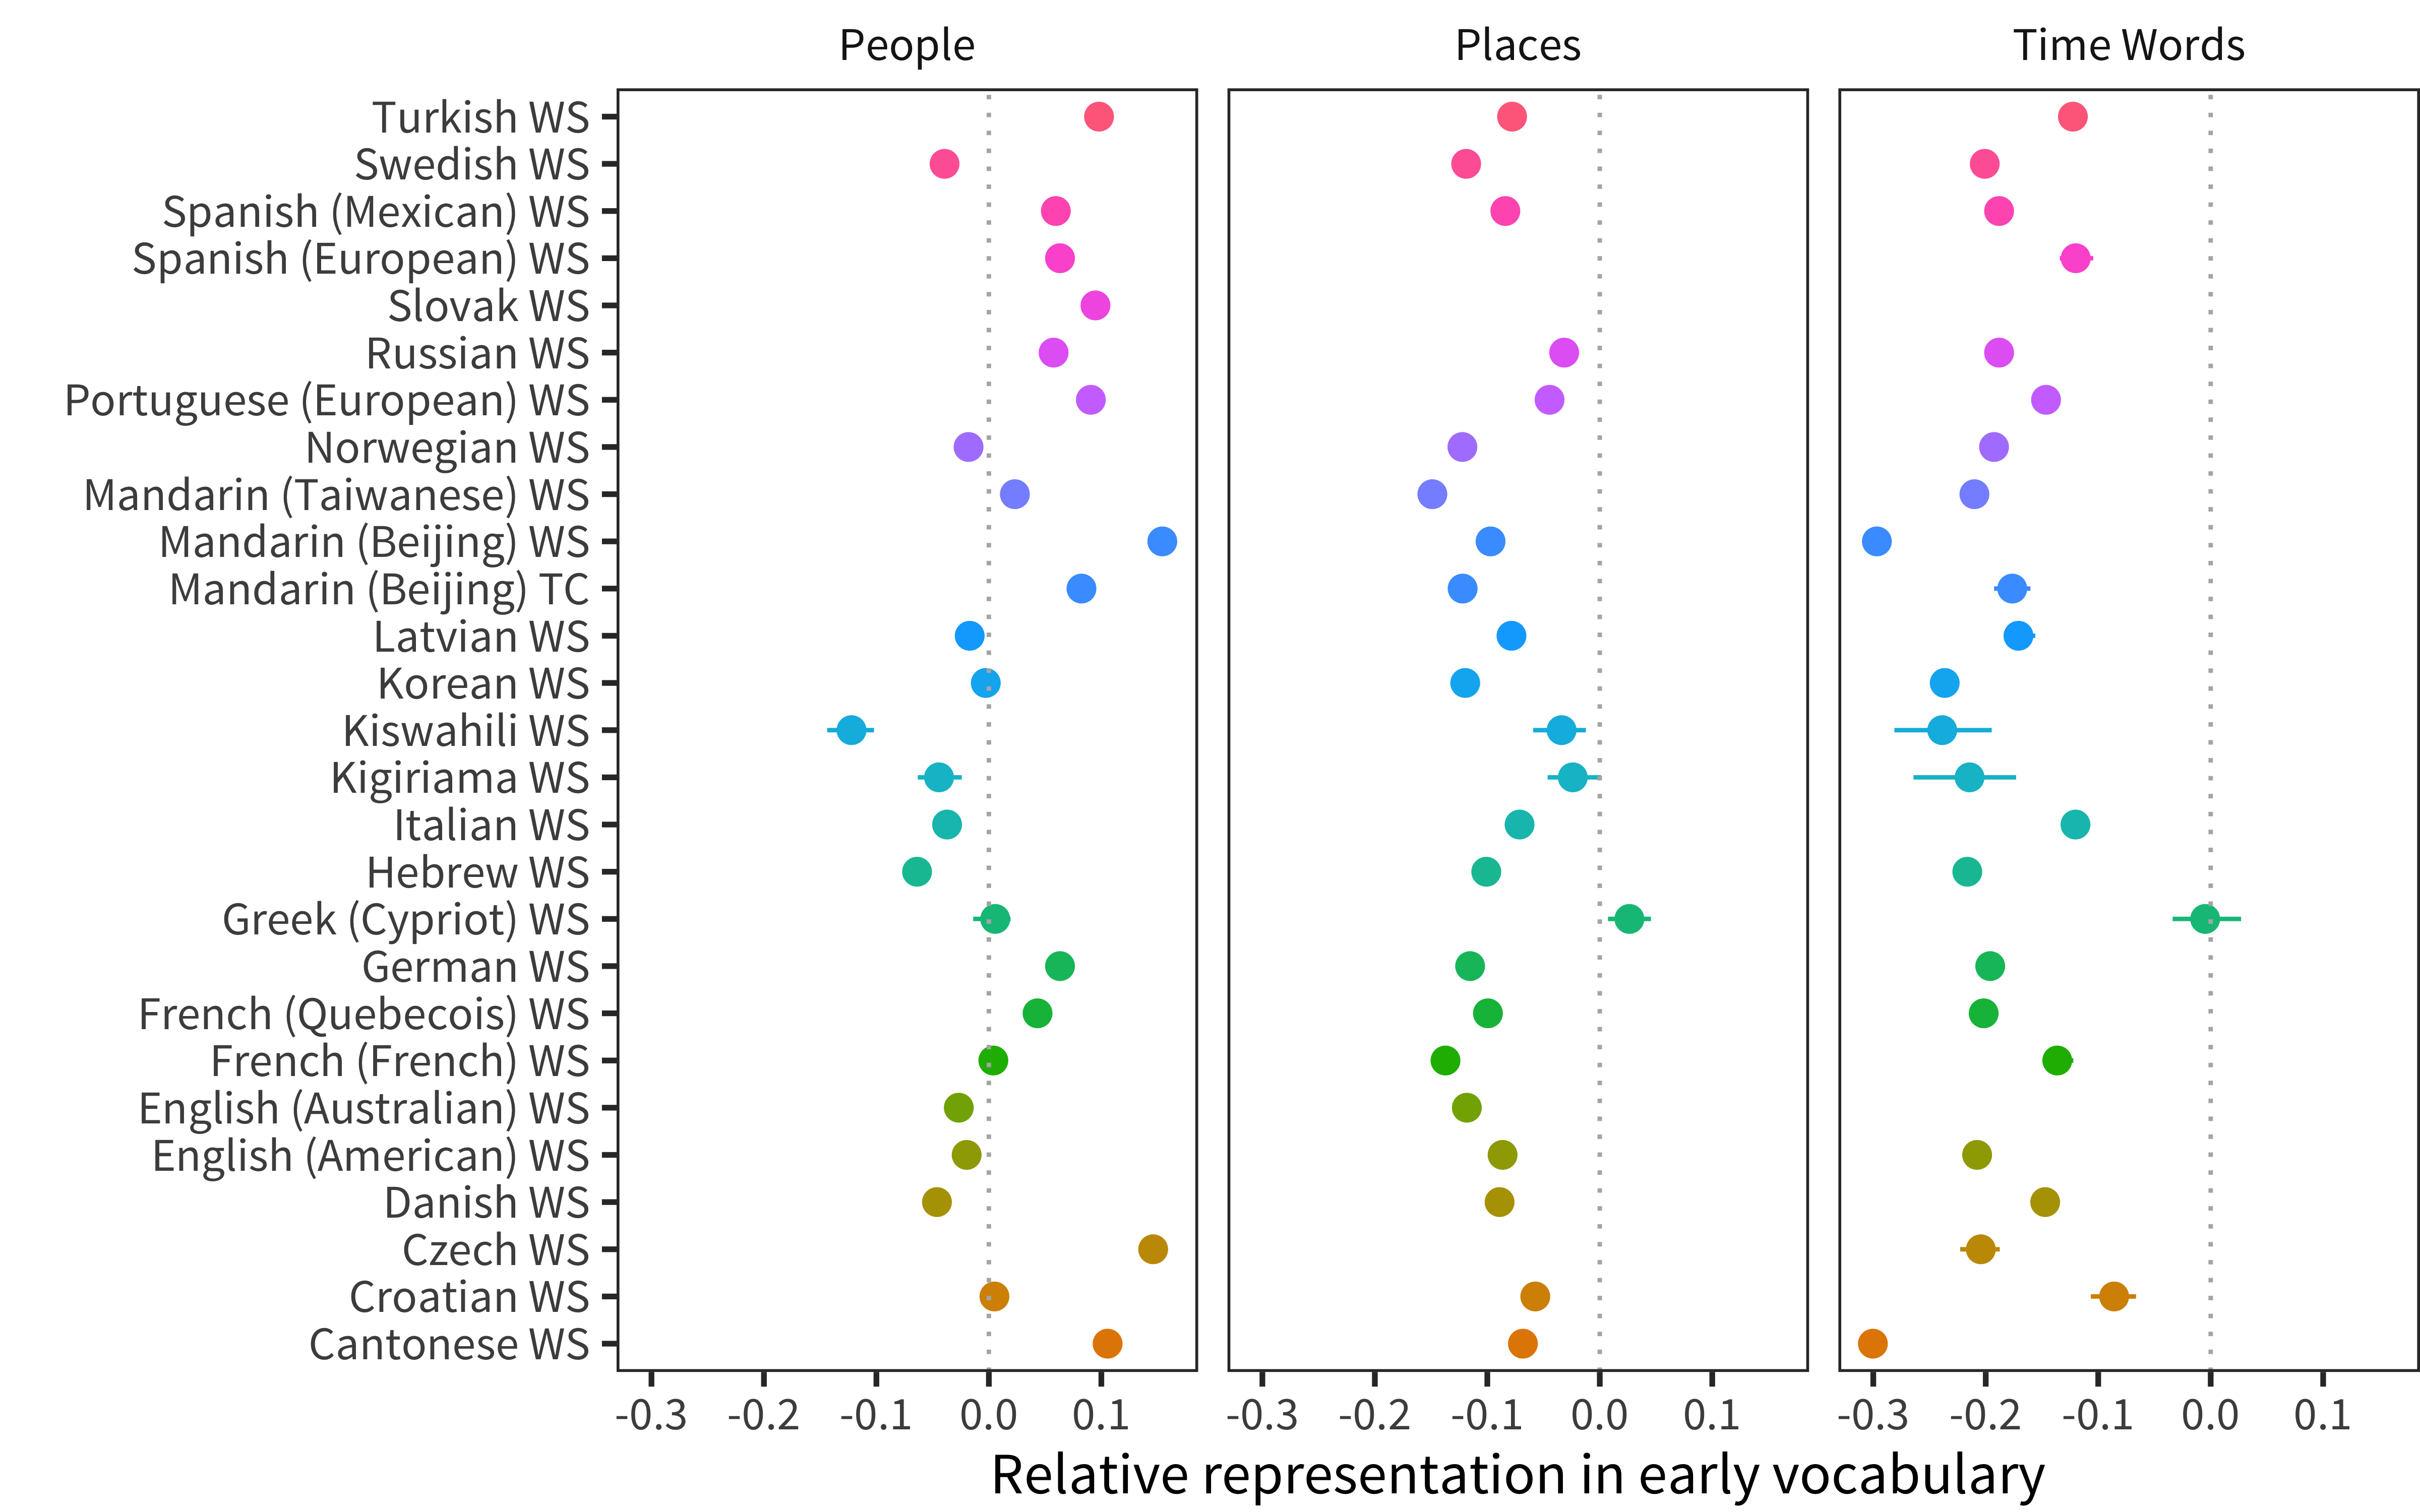 People Places Time Words
Turkish WS
Swedish WS
Spanish (Mexican) WS
Spanish (European) WS
Slovak WS
Russian WS
Portuguese (European) WS
Norwegian WS
Mandarin (Taiwanese) WS
Mandarin (Beijing) WS
Mandarin (Beijing) TC
Latvian WS
Korean WS
Kiswahili WS
Kigiriama WS
Italian WS
Hebrew WS
Greek (Cypriot) WS
German WS
French (Quebecois) WS
French (French) WS
English (Australian) WS
English (American) WS
Danish WS
Czech WS
Croatian WS
Cantonese WS
-0.3 -0.2 -0.1 0.0 0.1 -0.3 -0.2 -0.1 0.0 0.1 -0.3 -0.2 -0.1 0.0 0.1
Relative representation in early vocabulary